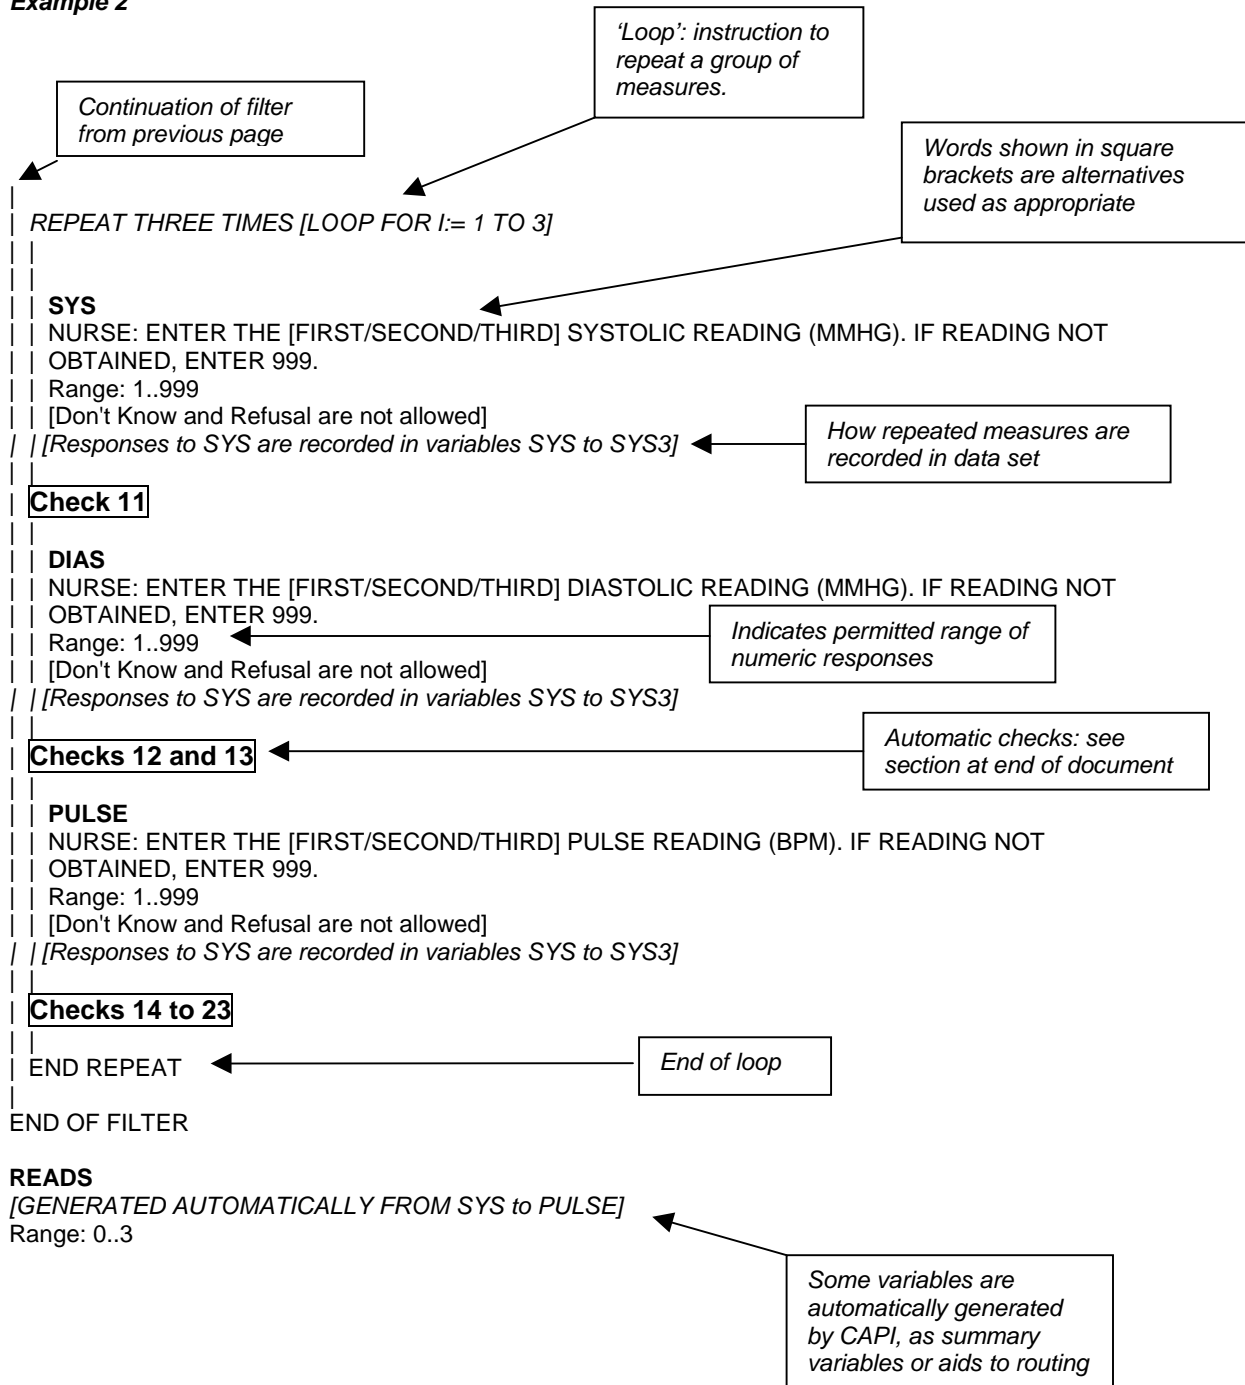 Example 2
'Loop': instruction to
repeat a group of
measures.
Continuation of filter
from previous page
Words shown in square
brackets are alternatives
used as appropriate
|
| REPEAT THREE TIMES [LOOP FOR I:= 1 TO 3]
| |
| |
| | SYS
| | NURSE: ENTER THE [FIRST/SECOND/THIRD] SYSTOLIC READING (MMHG). IF READING NOT
| | OBTAINED, ENTER 999.
| | Range: 1..999
| | [Don't Know and Refusal are not allowed]
| | [Responses to SYS are recorded in variables SYS to SYS3]
How repeated measures are
recorded in data set
| |
| Check 11
| |
| | DIAS
| | NURSE: ENTER THE [FIRST/SECOND/THIRD] DIASTOLIC READING (MMHG). IF READING NOT
| | OBTAINED, ENTER 999.
| | Range: 1..999
Indicates permitted range of
numeric responses
| | [Don't Know and Refusal are not allowed]
| | [Responses to SYS are recorded in variables SYS to SYS3]
| |
| Checks 12 and 13
Automatic checks: see
section at end of document
| |
| | PULSE
| | NURSE: ENTER THE [FIRST/SECOND/THIRD] PULSE READING (BPM). IF READING NOT
| | OBTAINED, ENTER 999.
| | Range: 1..999
| | [Don't Know and Refusal are not allowed]
| | [Responses to SYS are recorded in variables SYS to SYS3]
| |
| Checks 14 to 23
| |
| END REPEAT
End of loop
|
END OF FILTER
READS
[GENERATED AUTOMATICALLY FROM SYS to PULSE]
Range: 0..3
Some variables are
automatically generated
by CAPI, as summary
variables or aids to routing